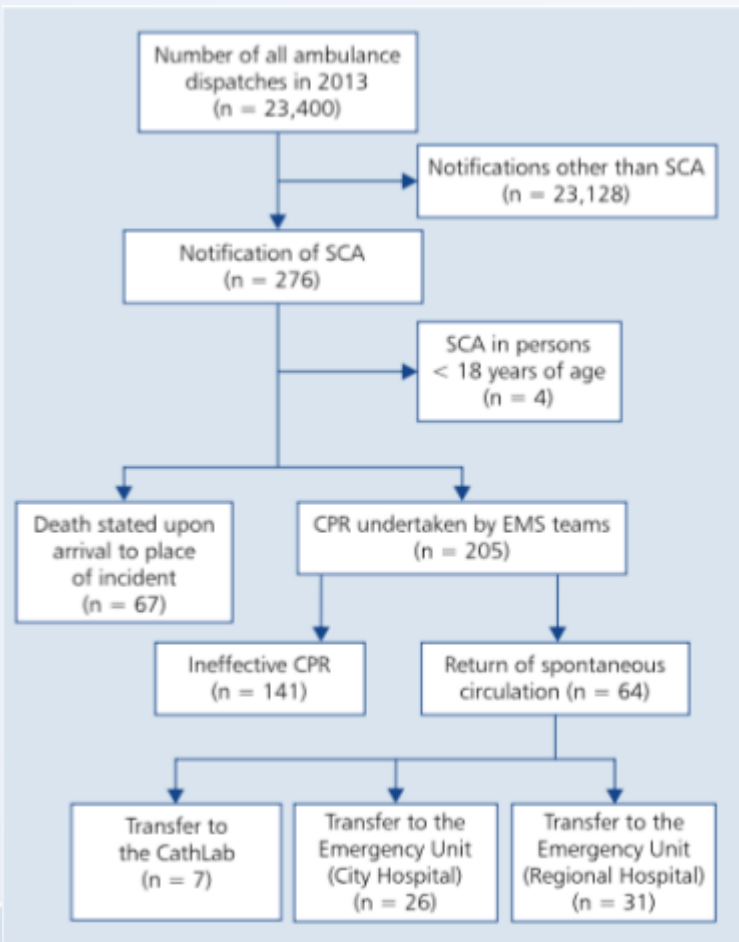 Number of all ambulance
dispatches in 2013
(n = 23,400)
Notifications other than SCA
(n = 23,128)
Notification of SCA
(n = 276)
SCA in persons
< 18 years of age
(n = 4)
Death stated upon
arrival to place
of incident
(n = 67)
CPR undertaken by EMS teams
(n = 205)
Ineffective CPR
(n = 141)
Return of spontaneous
circulation (n = 64)
Transfer to
the CathLab
(n = 7)
Transfer to the
Emergency Unit
(City Hospital)
(n = 26)
Transfer to the
Emergency Unit
(Regional Hospital)
(n = 31)